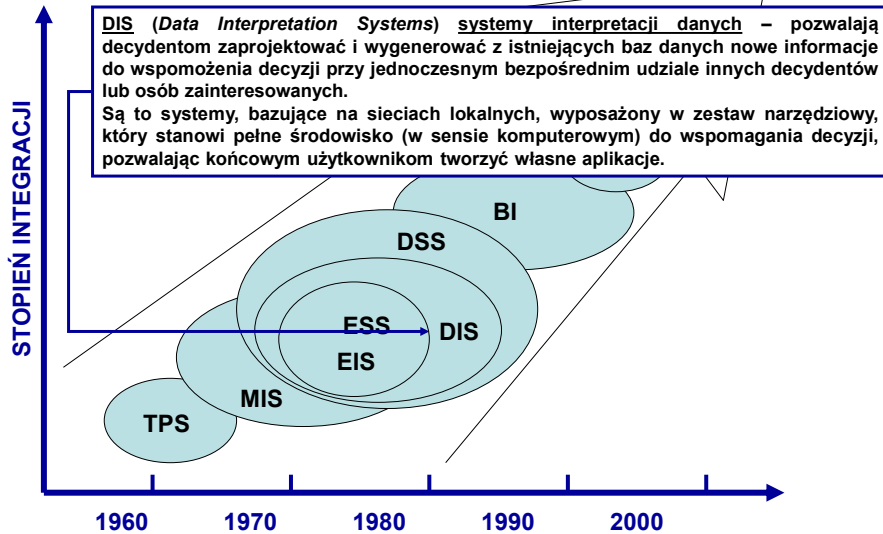 DIS (Data Interpretation Systems) systemy interpretacji danych – pozwalają
decydentom zaprojektować i wygenerować z istniejących baz danych nowe informacje
do wspomożenia decyzji przy jednoczesnym bezpośrednim udziale innych decydentów
lub osób zainteresowanych.
Są to systemy, bazujące na sieciach lokalnych, wyposażony w zestaw narzędziowy,
który stanowi pełne środowisko (w sensie komputerowym) do wspomagania decyzji,
pozwalając końcowym użytkownikom tworzyć własne aplikacje.
STOPIEŃ INTEGRACJI
BI
DSS
ESS
DIS
EIS
MIS
TPS
1960 1970 1980 1990 2000